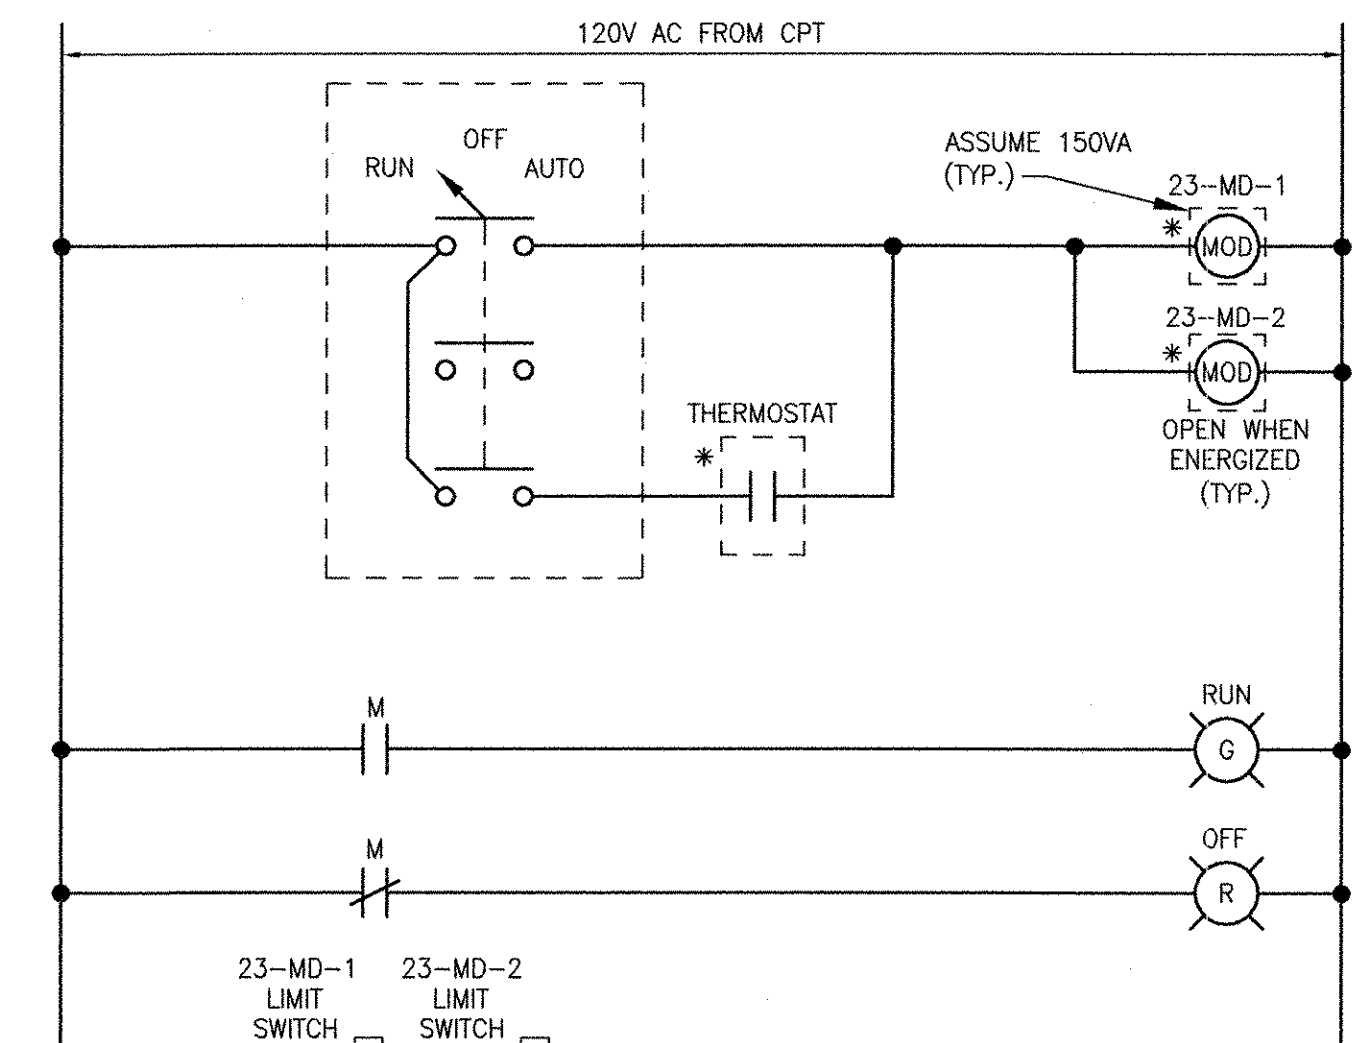 120V AC FROM CPT
OFF
RUN
AUTO
ASSUME 150VA
(TYP.)
23-MD-1
*
MOD
23-MD-2
*
MOD
OPEN WHEN
ENERGIZED
(TYP.)
THERMOSTAT
*
M
RUN
G
M
OFF
R
23-MD-1
LIMIT
SWITCH
23-MD-2
LIMIT
SWITCH